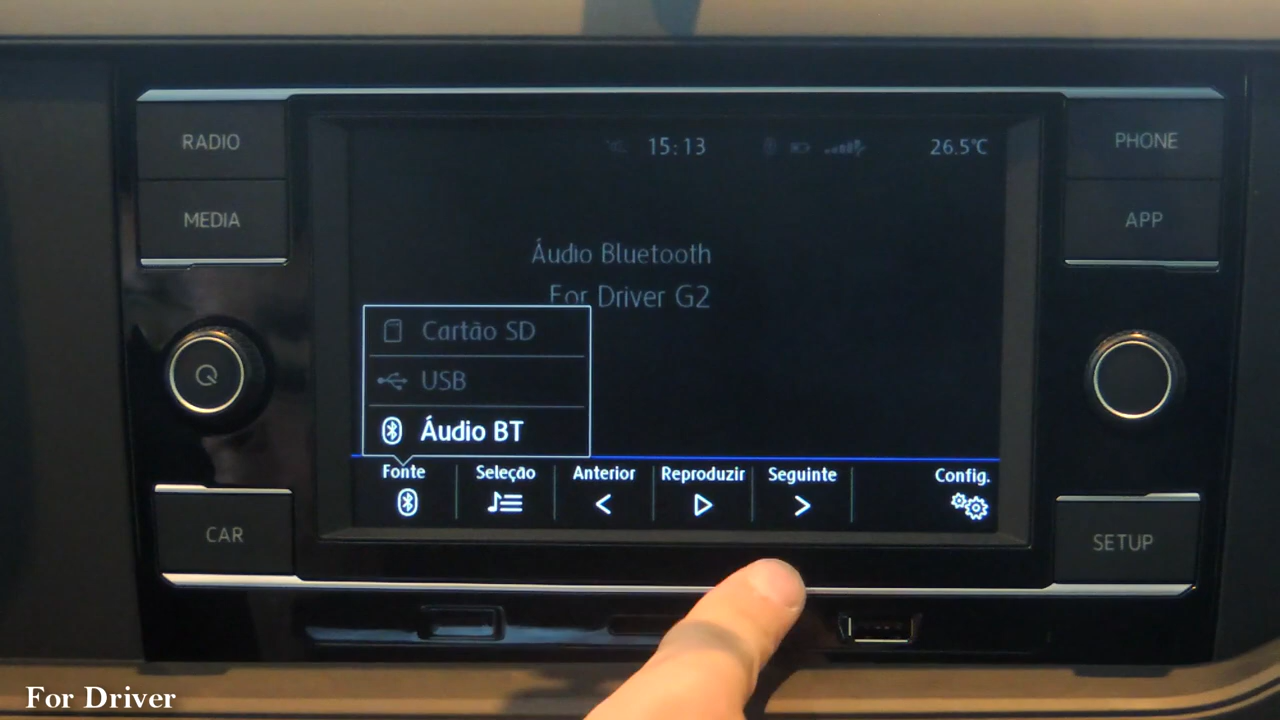 RADIO
MEDIA
CAR
15:13
26.5°C
Áudio Bluetooth
For Driver G2
Cartão SD
USB
Áudio BT
Fonte
Seleção
Anterior
Reproduzir
Seguinte
Config.
PHONE
APP
SETUP
For Driver